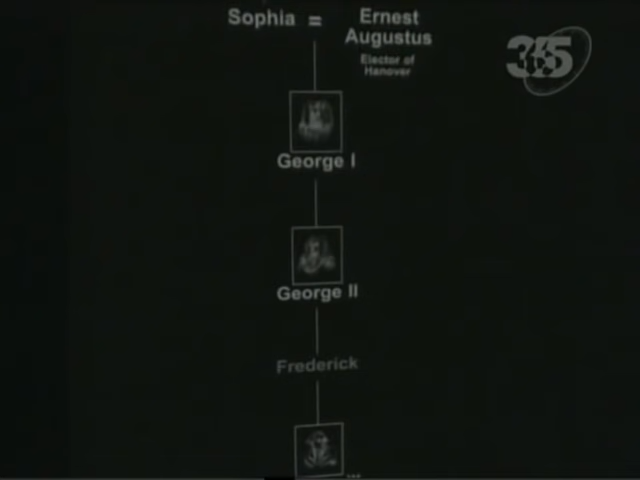 Sophia = Ernest
Augustus
Elector of
Hanover
365
George I
George II
Frederick